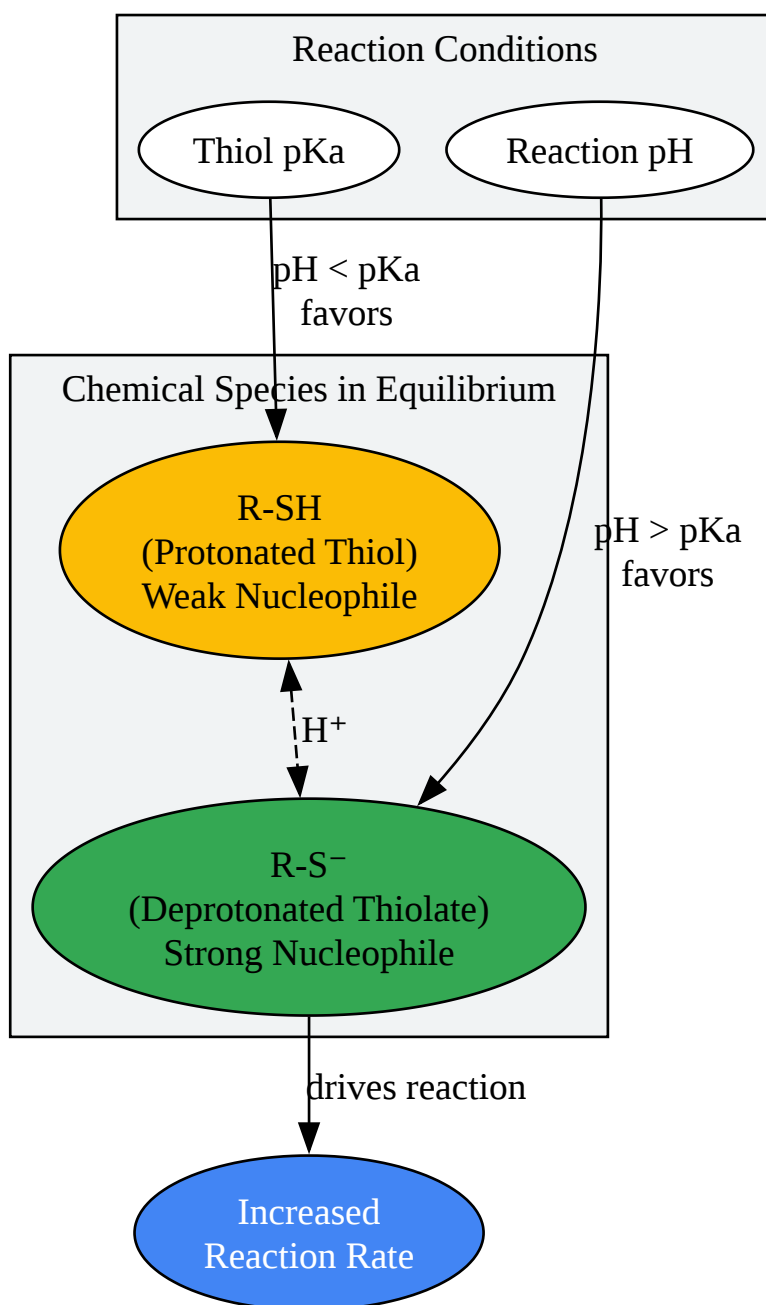 Reaction Conditions
Thiol pKa
Reaction pH
pH < pKa
favors
Chemical Species in Equilibrium
R-SH
(Protonated Thiol)
Weak Nucleophile
pH > pKa
favors
H⁺
R-S⁻
(Deprotonated Thiolate)
Strong Nucleophile
drives reaction
Increased
Reaction Rate